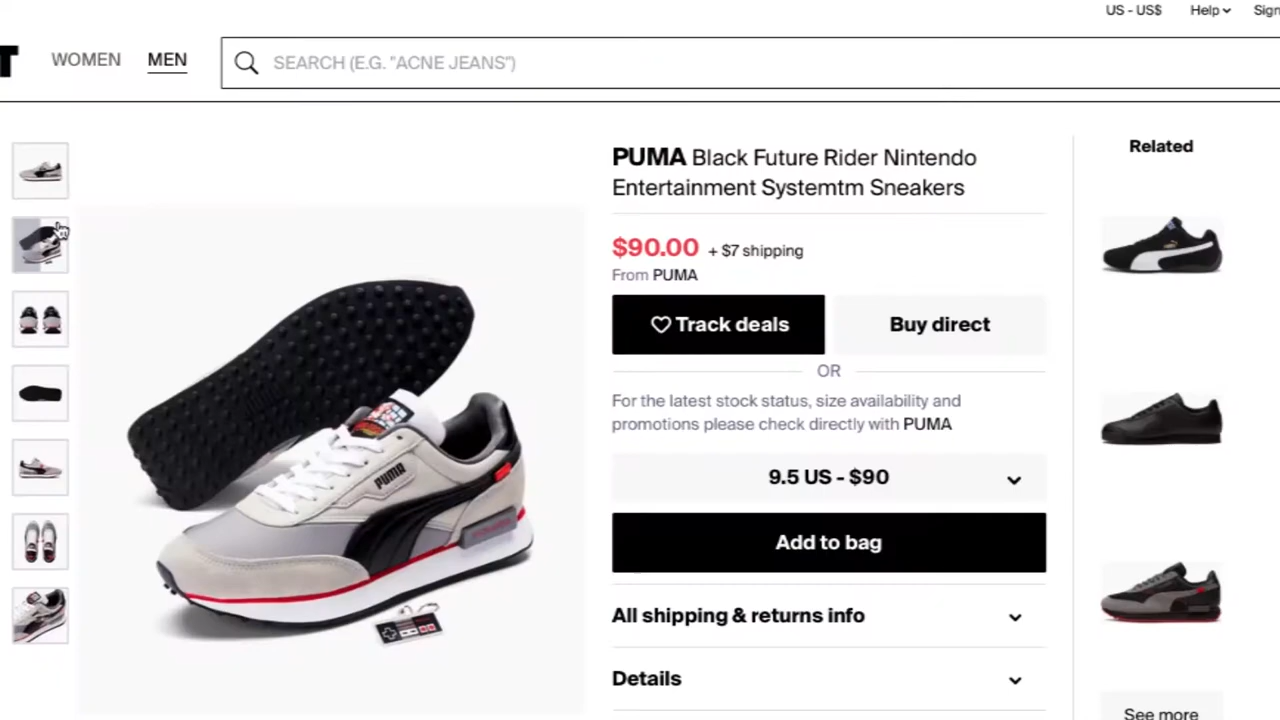 US - US$
Help
Sign
T
WOMEN
MEN
SEARCH (E.G. "ACNE JEANS")
PUMA Black Future Rider Nintendo
Entertainment Systemtm Sneakers
$90.00 + $7 shipping
From PUMA
Track deals
Buy direct
OR
For the latest stock status, size availability and
promotions please check directly with PUMA
9.5 US - $90
Add to bag
All shipping & returns info
Details
Related
See more
PUMA